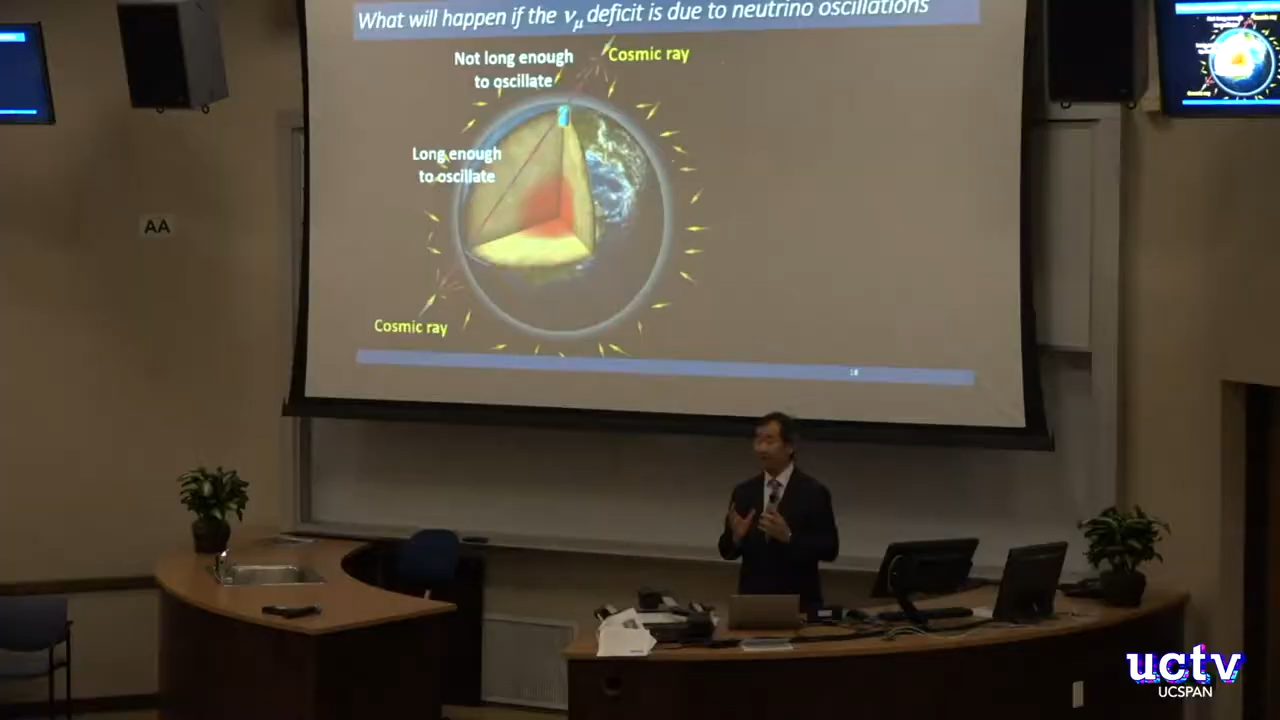 What will happen if the νμ deficit is due to neutrino oscillations
Not long enough
to oscillate
Cosmic ray
Long enough
to oscillate
Cosmic ray
AA
uctv
UCSPAN